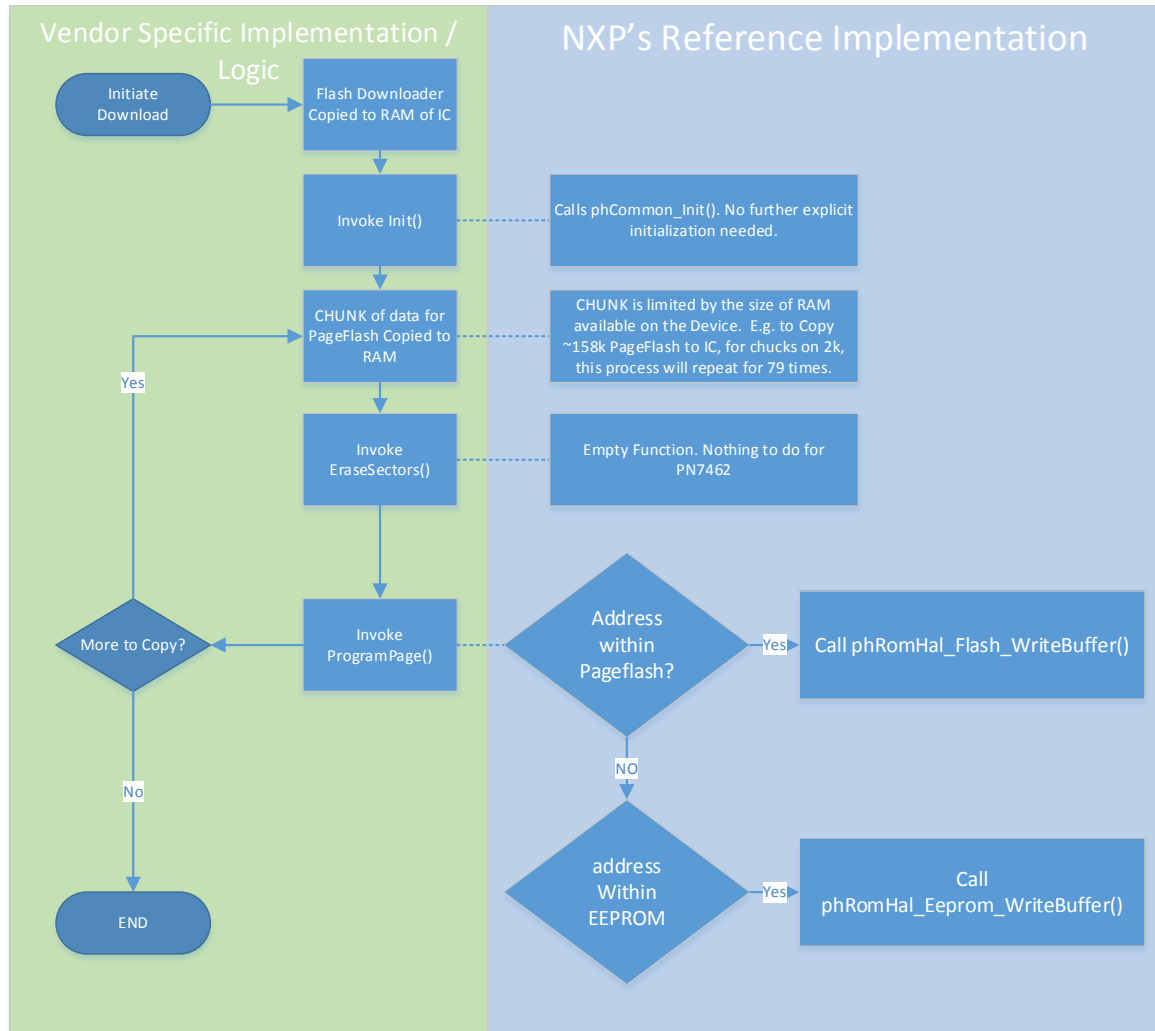 Vendor Specific Implementation /
Logic
NXP's Reference Implementation
Initiate
Download
Flash Downloader
Copied to RAM of IC
Invoke Init()
Calls phCommon_Init(). No further explicit
initialization needed.
CHUNK of data for
PageFlash Copied to
RAM
CHUNK is limited by the size of RAM
available on the Device.  E.g. to Copy
~158k PageFlash to IC, for chucks on 2k,
this process will repeat for 79 times.
Yes
Invoke
EraseSectors()
Empty Function. Nothing to do for
PN7462
More to Copy?
Invoke
ProgramPage()
Address
within
Pageflash?
Yes
Call phRomHal_Flash_WriteBuffer()
NO
No
address
Within
EEPROM
Yes
Call
phRomHal_Eeprom_WriteBuffer()
END